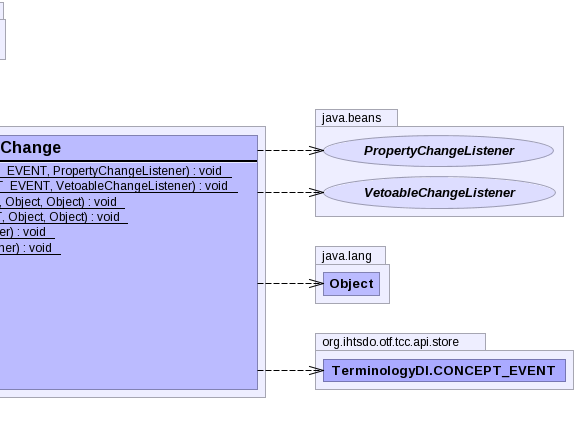 Change
EVENT, PropertyChangeListener) : void
T_EVENT, VetoableChangeListener) : void
, Object, Object) : void
T, Object, Object) : void
er) : void
ner) : void
java.beans
PropertyChangeListener
VetoableChangeListener
java.lang
Object
org.ihtsdo.otf.tcc.api.store
TerminologyDI.CONCEPT_EVENT